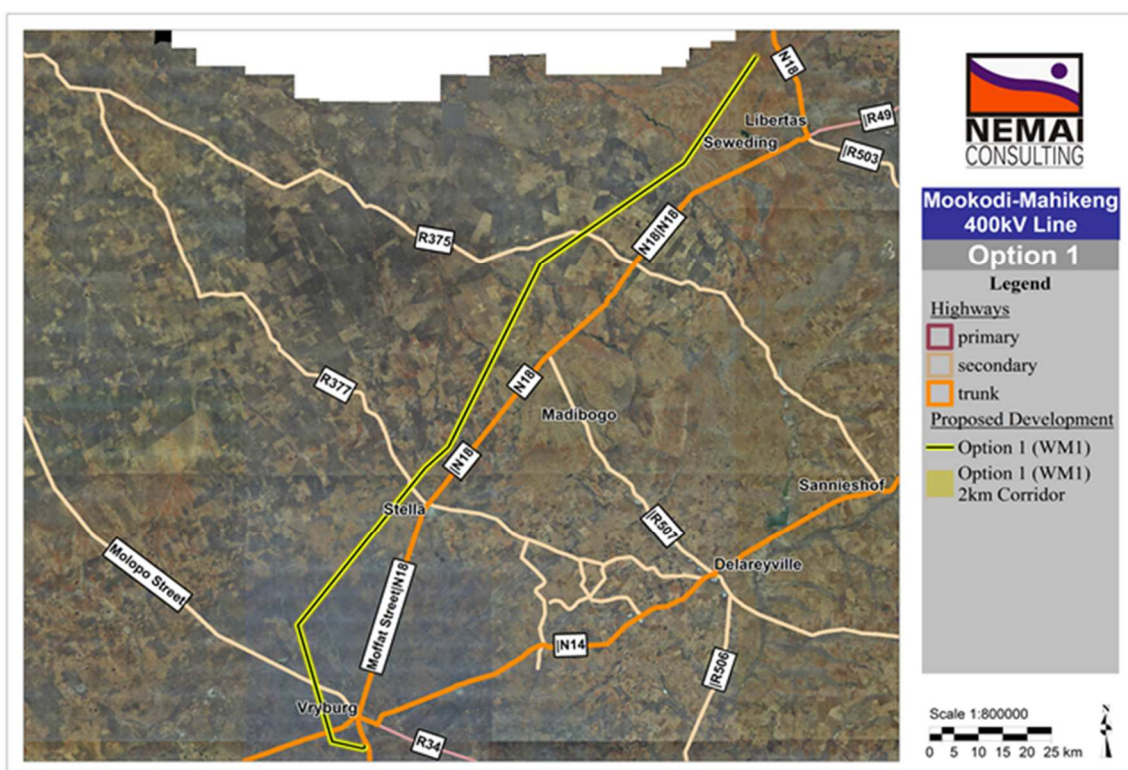 N18
Libertas
|R49
Seweding
|R503
R375
N18|N18
R377
N18
Madibogo
|N18
Sannieshof
Stella
|R507
Molopo Street
Delareyville
Moffat Street|N18
|N14
|R506
Vryburg
R34
NEMAI
CONSULTING
Mookodi-Mahikeng
400kV Line
Option 1
Legend
Highways
primary
secondary
trunk
Proposed Development
Option 1 (WM1)
Option 1 (WM1)
2km Corridor
Scale 1:800000
N
0 5 10 15 20 25 km